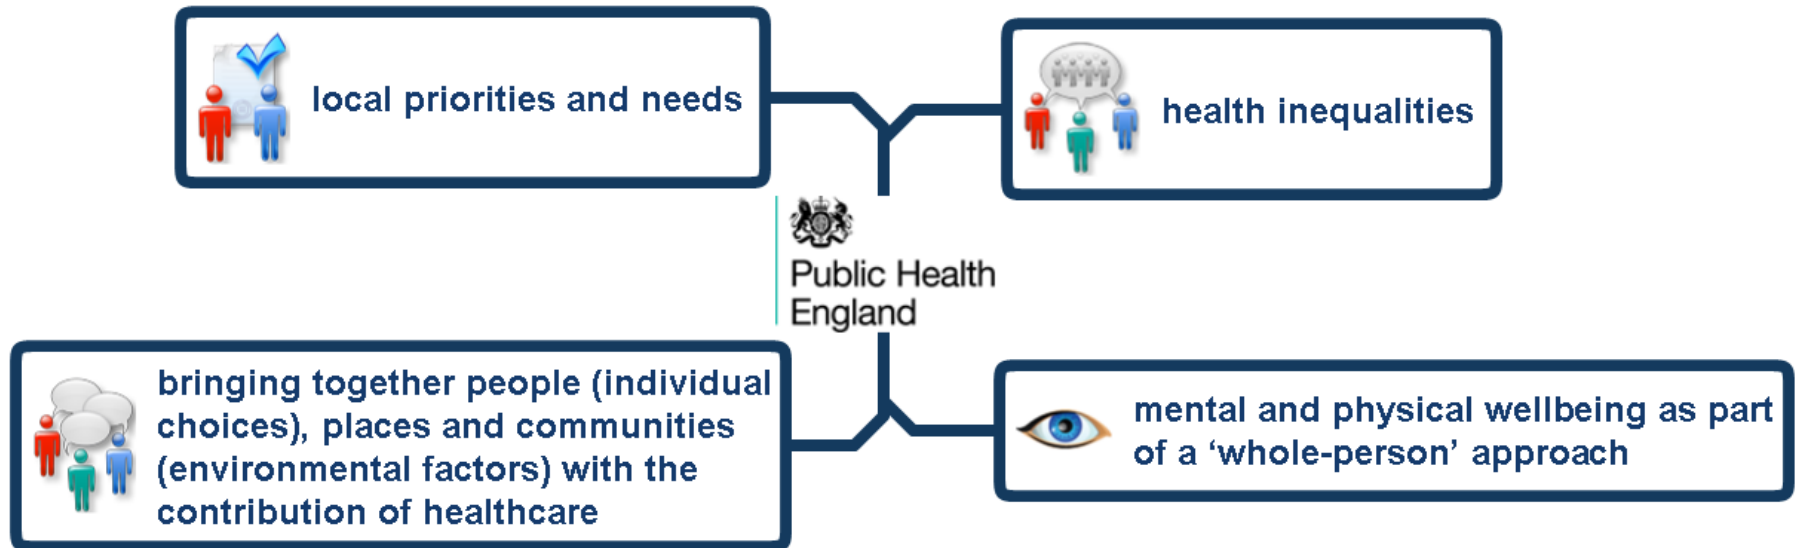 local priorities and needs
health inequalities
Public Health
England
bringing together people (individual
choices), places and communities
(environmental factors) with the
contribution of healthcare
mental and physical wellbeing as part
of a ‘whole-person’ approach